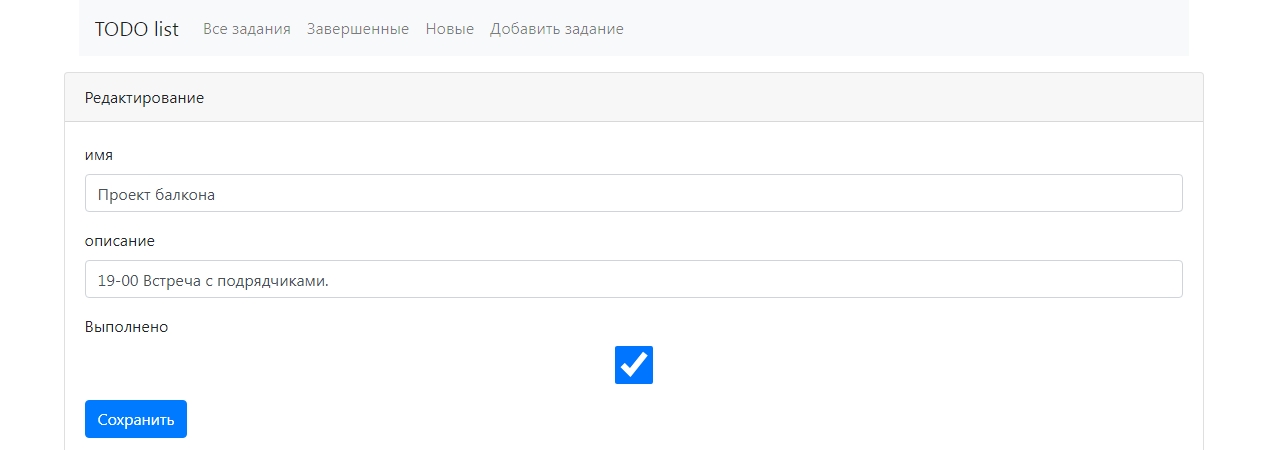 TODO list Все задания Завершенные Новые Добавить задание
Редактирование
имя
Проект балкона
описание
19-00 Встреча с подрядчиками.
Выполнено
Сохранить